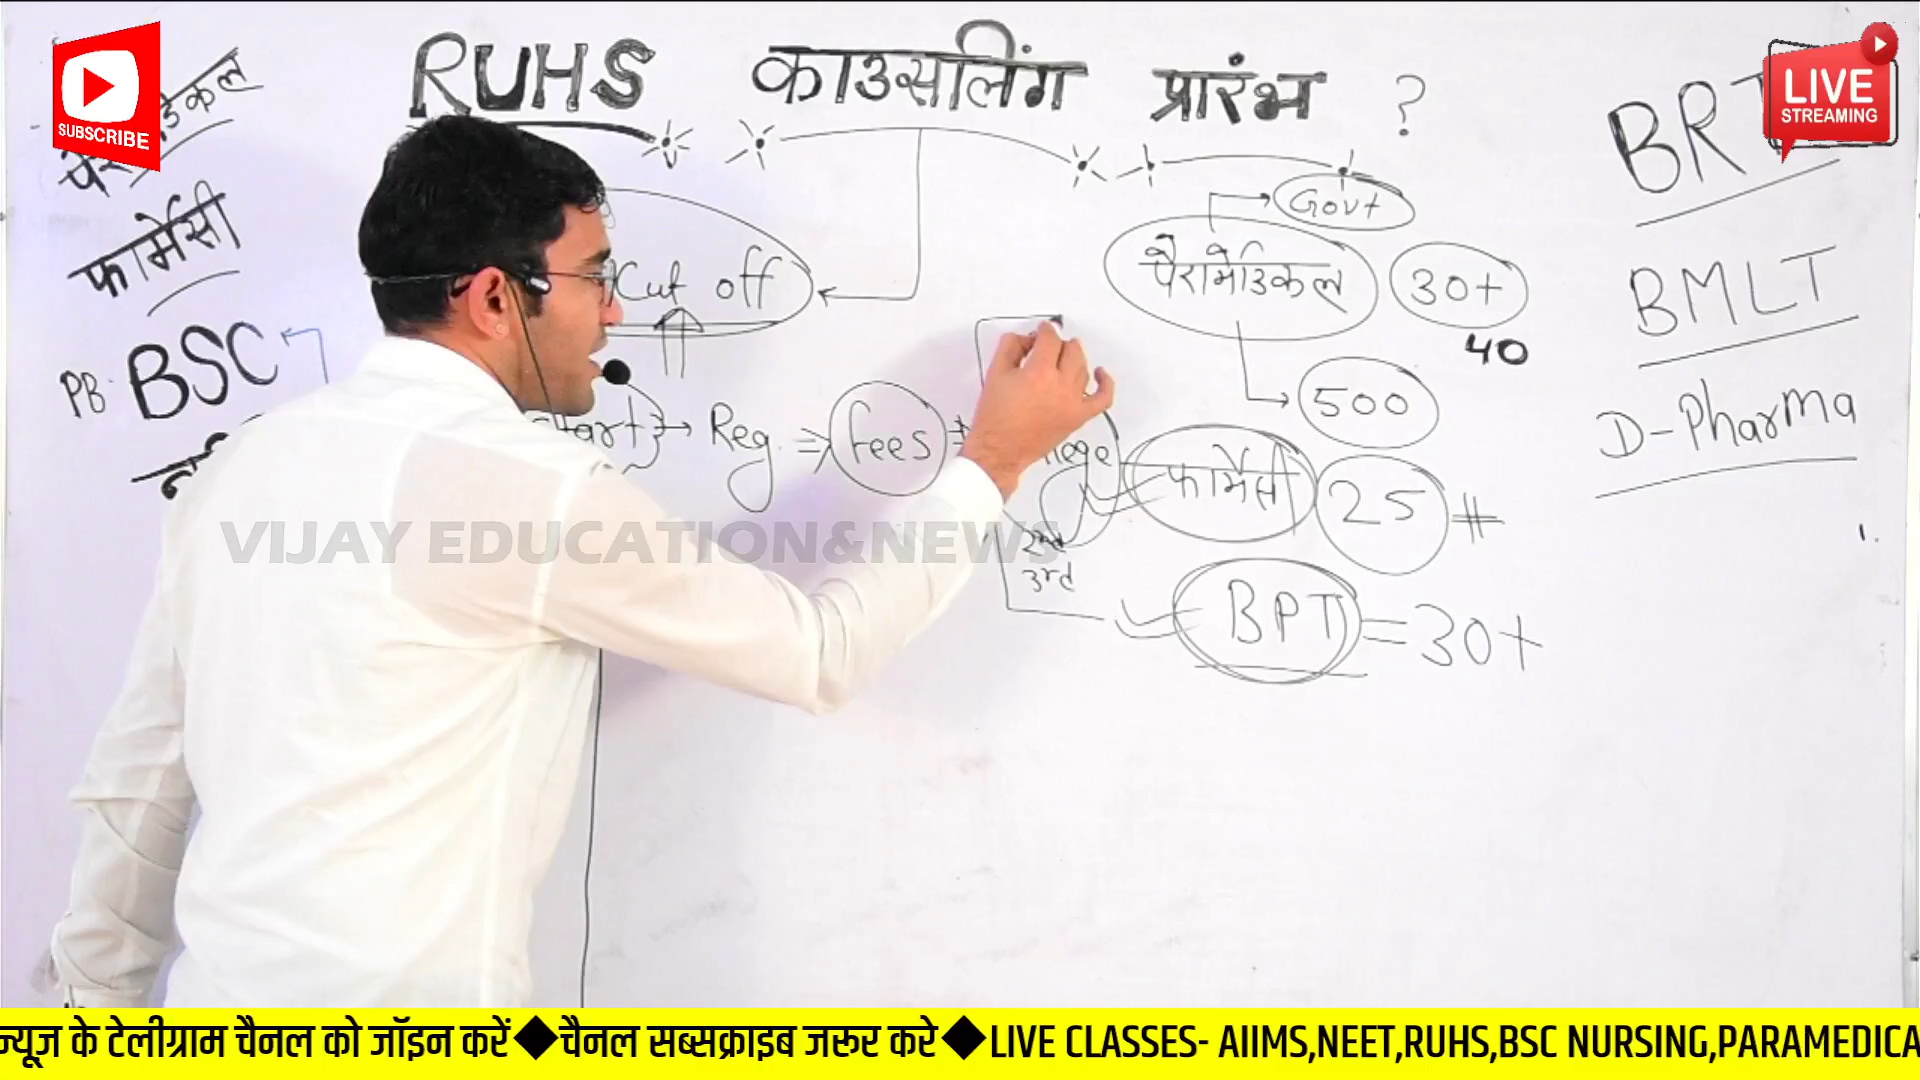 SUBSCRIBE
RUHS काउसलिंग प्रारंभ ?
LIVE
STREAMING
फार्मेसी
PB. BSC
Cut off
Govt
पैरामेडिकल 30+
40
500
Reg. ⇒ fees
फार्मेसी 25 #
2nd
3rd
BPT = 30+
BMLT
D-Pharma
VIJAY EDUCATION&NEWS
न्यूज के टेलीग्राम चैनल को जॉइन करें◆चैनल सब्सक्राइब जरूर करे◆LIVE CLASSES- AIIMS,NEET,RUHS,BSC NURSING,PARAMEDICA